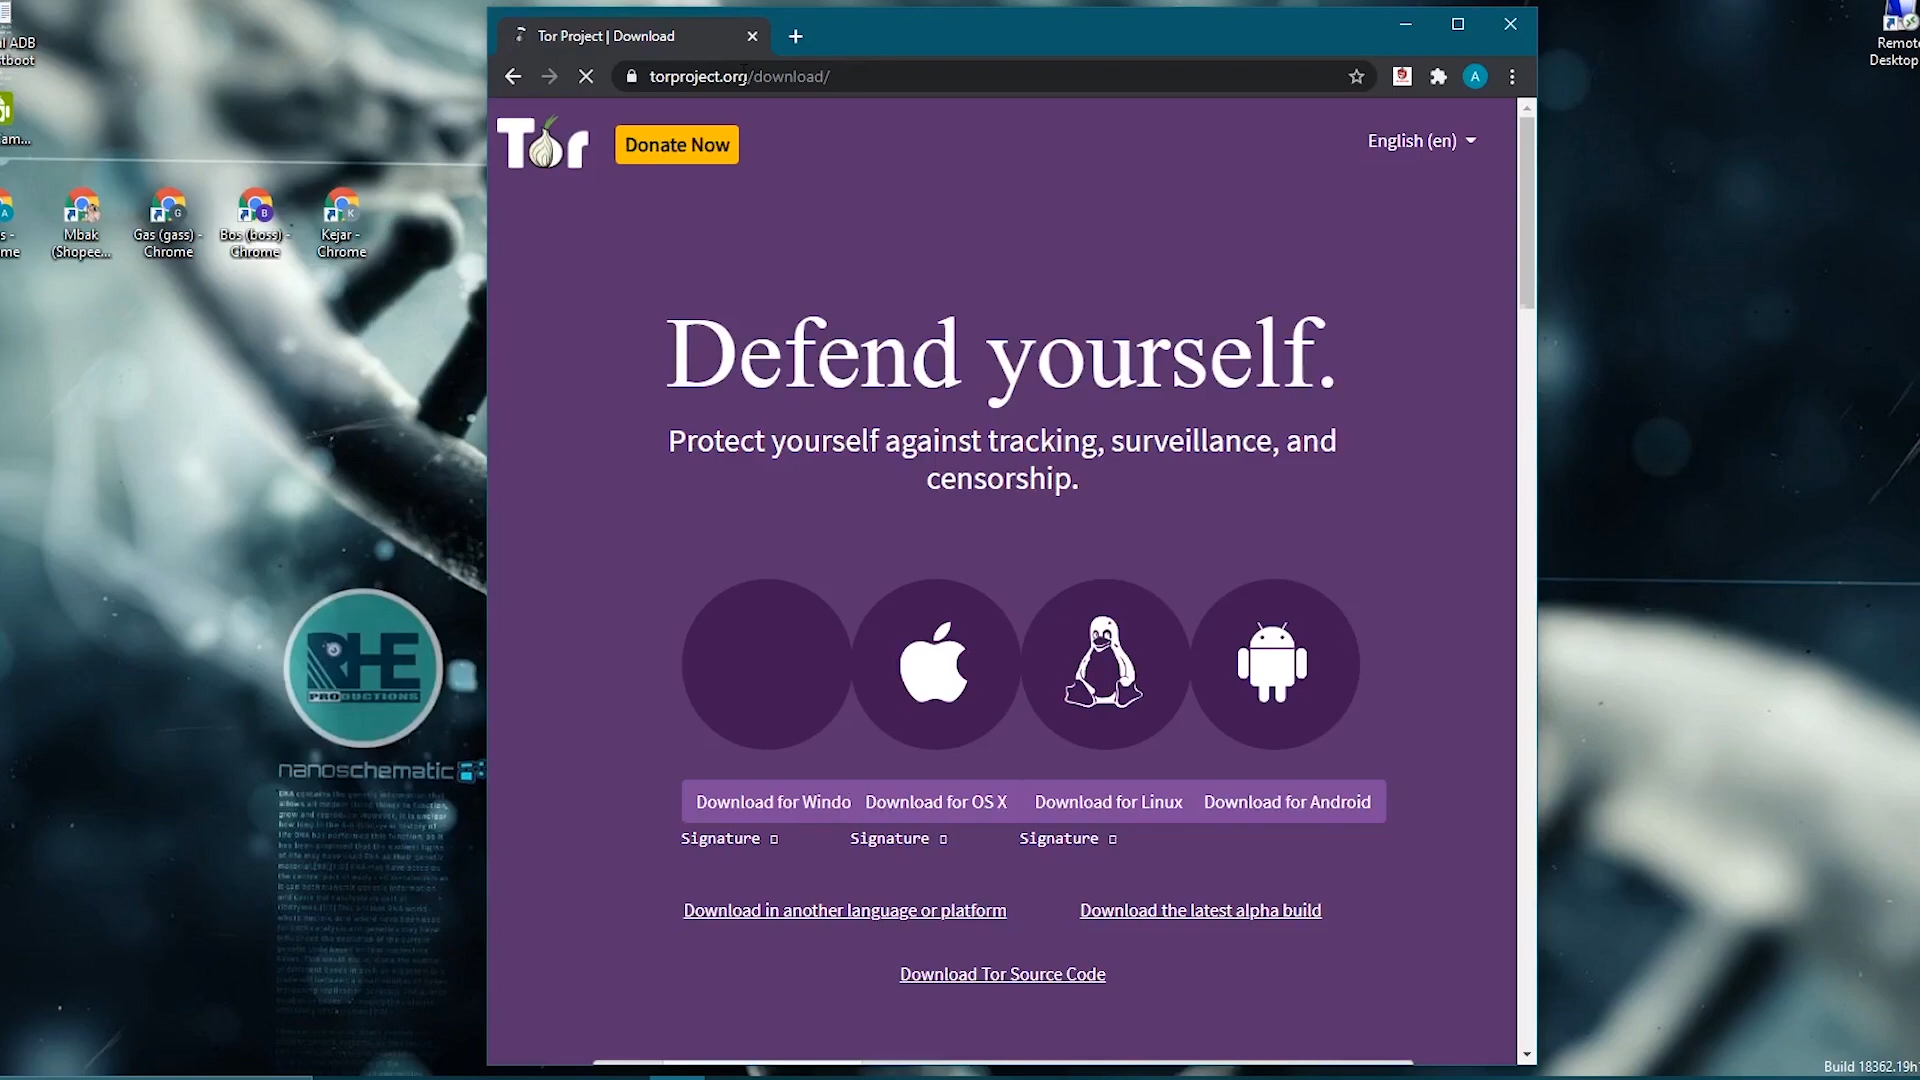 Tor Project | Download
torproject.org/download/
A
Tor
Donate Now
English (en)
Defend yourself.
Protect yourself against tracking, surveillance, and
censorship.
Download for Windo
Download for OS X
Download for Linux
Download for Android
Signature
Signature
Signature
Download in another language or platform
Download the latest alpha build
Download Tor Source Code
l ADB
tboot
am...
s -
me
Mbak
(Shopee...
Gas (gass) -
Chrome
Bos (boss) -
Chrome
Kejar -
Chrome
A
G
B
K
RHE
PRODUCTIONS
nanoschematic
Remote
Desktop
Build 18362.19h